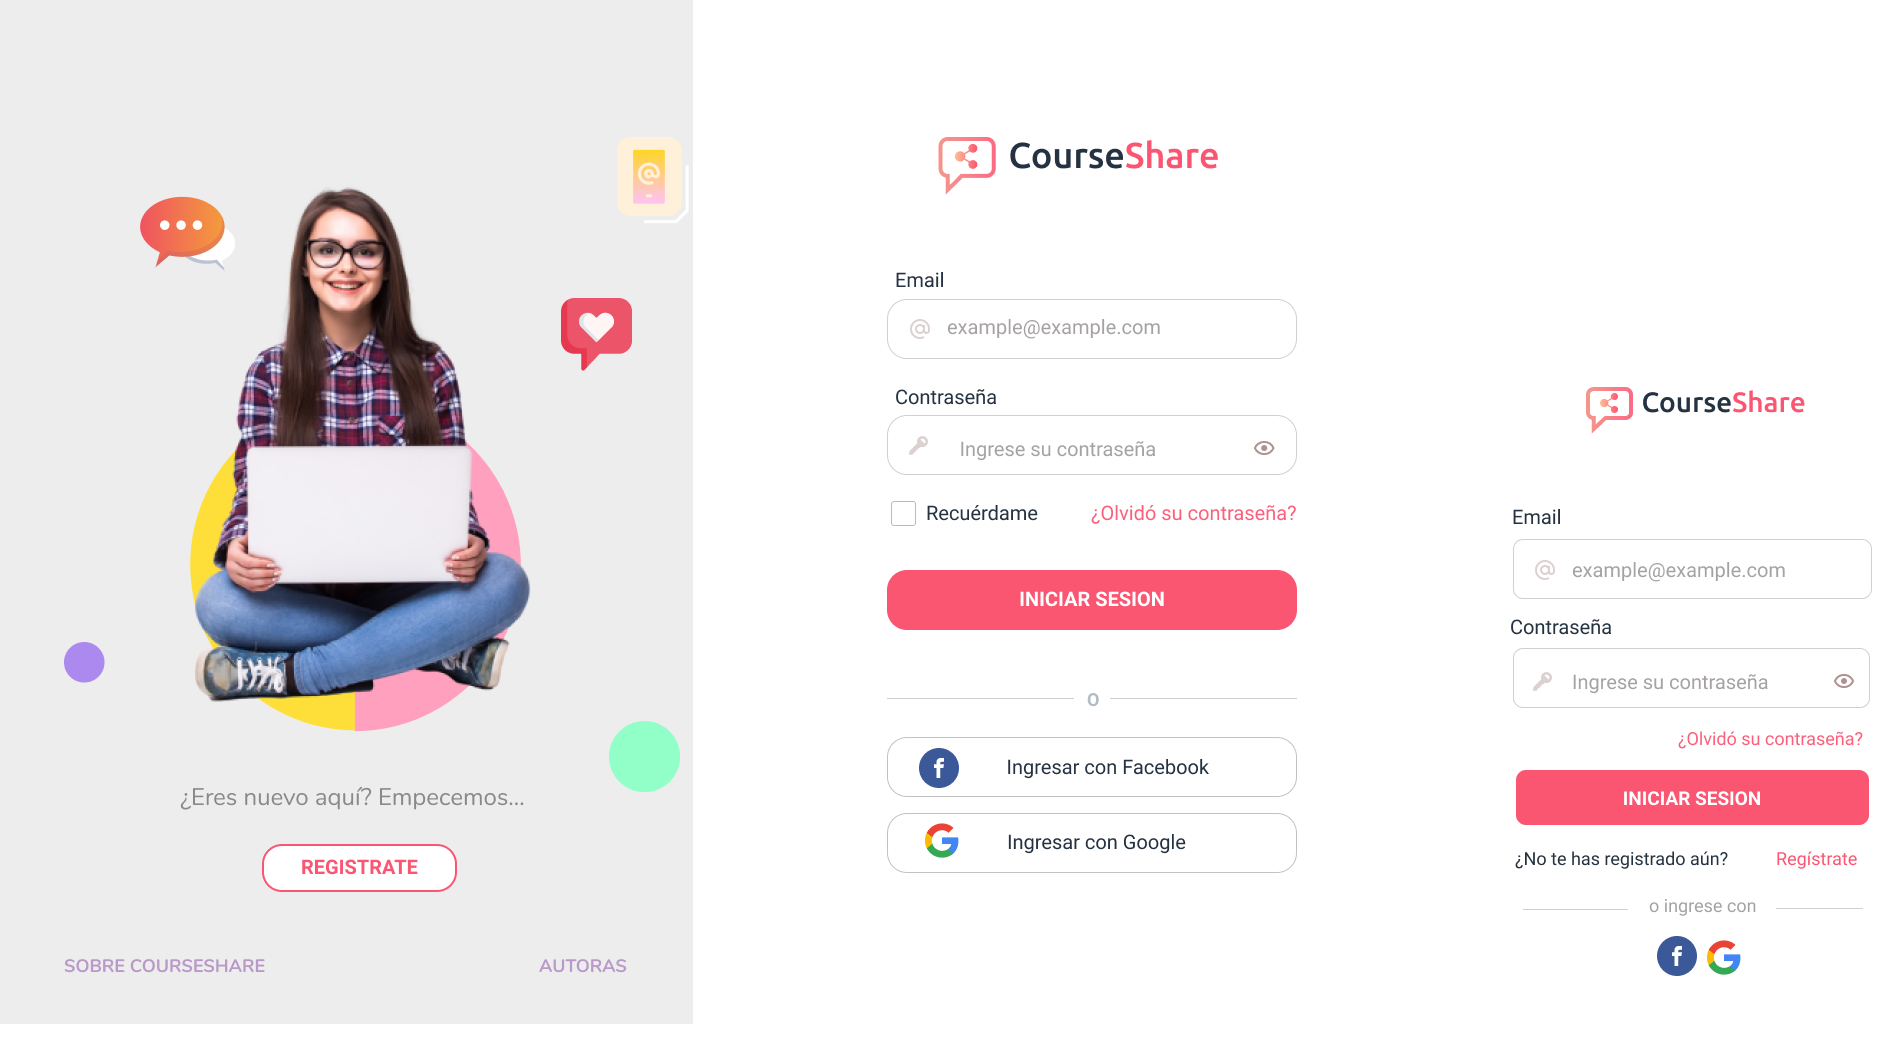 ¿Eres nuevo aquí? Empecemos...
REGISTRATE
SOBRE COURSESHARE
AUTORAS
CourseShare
Email
@ example@example.com
Contraseña
Ingrese su contraseña
Recuérdame
¿Olvidó su contraseña?
INICIAR SESION
O
Ingresar con Facebook
Ingresar con Google
CourseShare
Email
@ example@example.com
Contraseña
Ingrese su contraseña
¿Olvidó su contraseña?
INICIAR SESION
¿No te has registrado aún? Regístrate
o ingrese con